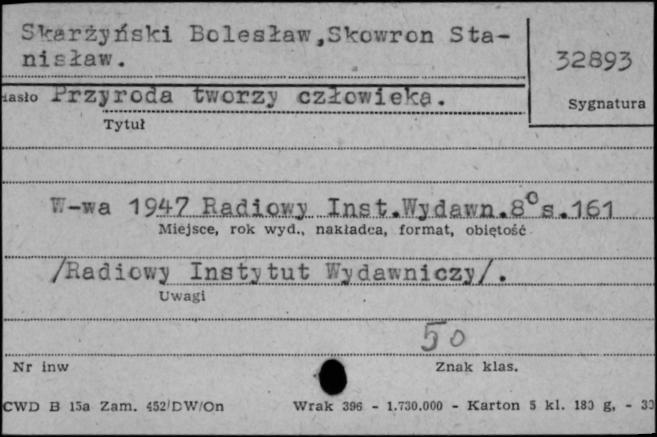 Skarżyński Bolesław,Skowron Sta-
nisław.
32893
Sygnatura
Przyroda tworzy człowieka.
Tytuł
W-wa 1947 Radiowy Inst.Wydawn.8° s.161
Miejsce, rok wyd., nakładca, format, objętość
/Radiowy Instytut Wydawniczy/.
Uwagi
50
Nr inw
Znak klas.
CWD B 15a Zam. 452/DW/On
Wrak 396 - 1.730.000 - Karton 5 kl. 180 g, - 30